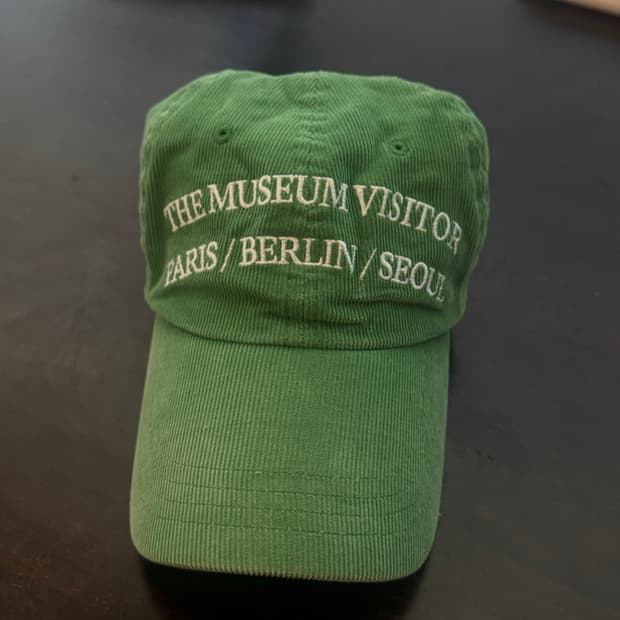 THE MUSEUM VISITOR
PARIS / BERLIN / SEOUL